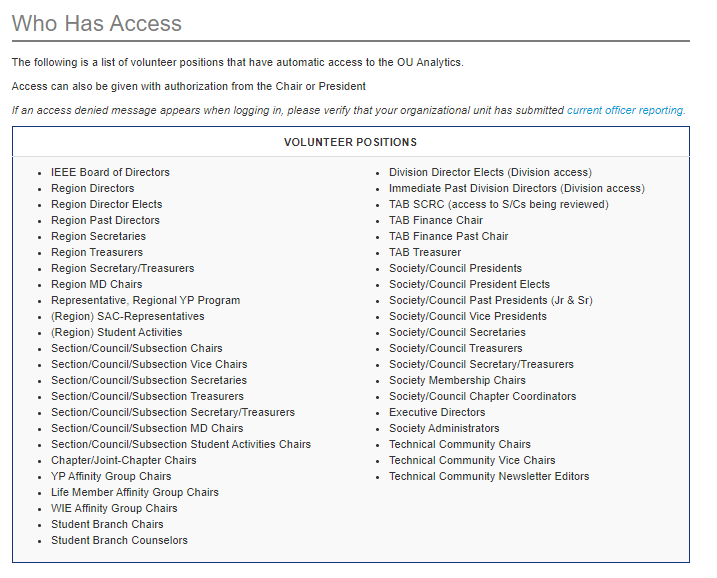 Who Has Access
The following is a list of volunteer positions that have automatic access to the OU Analytics.
Access can also be given with authorization from the Chair or President
If an access denied message appears when logging in, please verify that your organizational unit has submitted current officer reporting.
VOLUNTEER POSITIONS
IEEE Board of Directors
Region Directors
Region Director Elects
Region Past Directors
Region Secretaries
Region Treasurers
Region Secretary/Treasurers
Region MD Chairs
Representative, Regional YP Program
(Region) SAC-Representatives
(Region) Student Activities
Section/Council/Subsection Chairs
Section/Council/Subsection Vice Chairs
Section/Council/Subsection Secretaries
Section/Council/Subsection Treasurers
Section/Council/Subsection Secretary/Treasurers
Section/Council/Subsection MD Chairs
Section/Council/Subsection Student Activities Chairs
Chapter/Joint-Chapter Chairs
YP Affinity Group Chairs
Life Member Affinity Group Chairs
WIE Affinity Group Chairs
Student Branch Chairs
Student Branch Counselors
Division Director Elects (Division access)
Immediate Past Division Directors (Division access)
TAB SCRC (access to S/Cs being reviewed)
TAB Finance Chair
TAB Finance Past Chair
TAB Treasurer
Society/Council Presidents
Society/Council President Elects
Society/Council Past Presidents (Jr & Sr)
Society/Council Vice Presidents
Society/Council Secretaries
Society/Council Treasurers
Society/Council Secretary/Treasurers
Society Membership Chairs
Society/Council Chapter Coordinators
Executive Directors
Society Administrators
Technical Community Chairs
Technical Community Vice Chairs
Technical Community Newsletter Editors